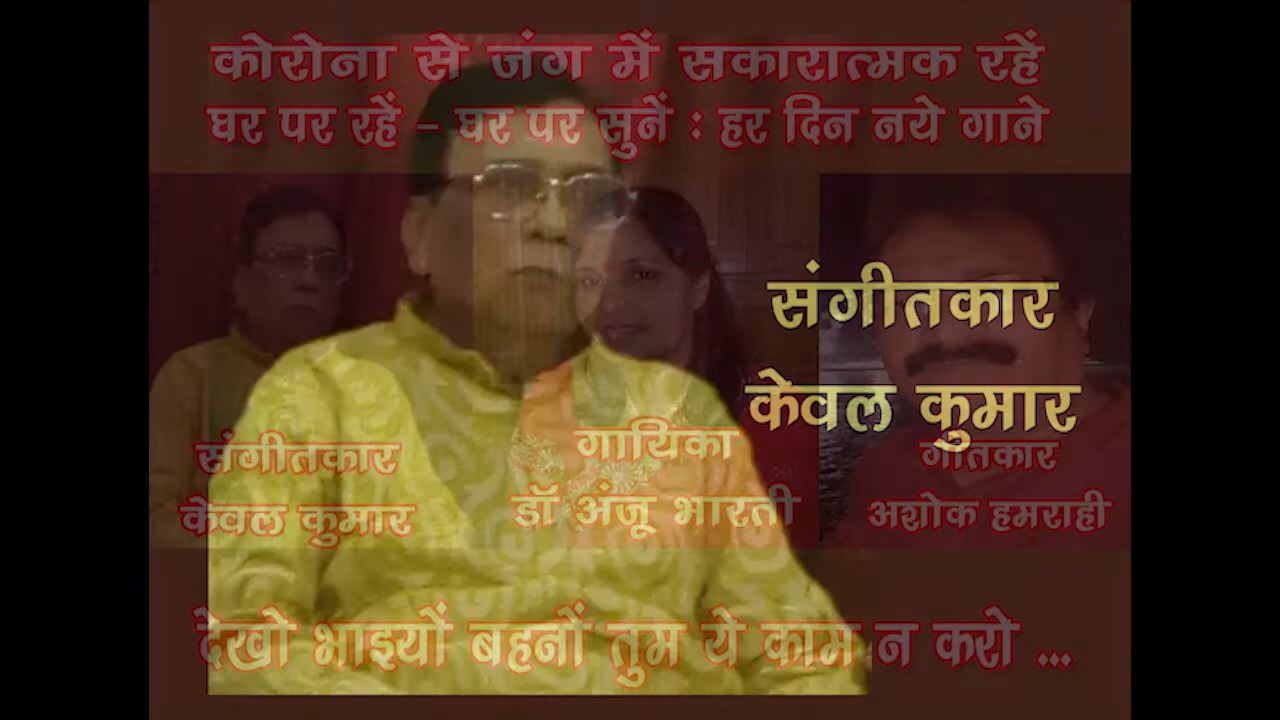 कोरोना से जंग में सकारात्मक रहें
घर पर रहें - घर पर सुनें : हर दिन नये गाने
संगीतकार
केवल कुमार
संगीतकार
केवल कुमार
गायिका
डॉ अंजू भारती
गीतकार
अशोक हमराही
देखो भाइयों बहनों तुम ये काम न करो ...